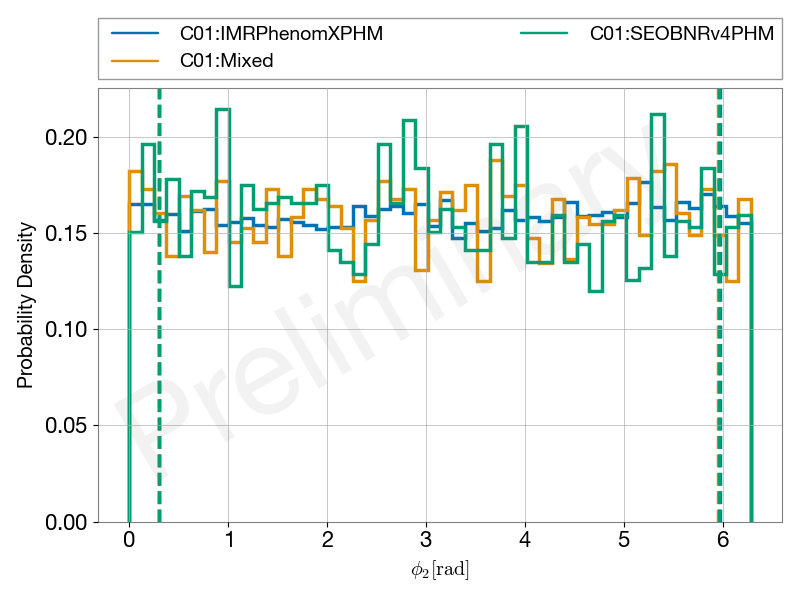 C01:IMRPhenomXPHM
C01:SEOBNRv4PHM
C01:Mixed
Probability Density
0.20
0.15
0.10
0.05
0.00
Preliminary
0 1 2 3 4 5 6
ϕ₂[rad]